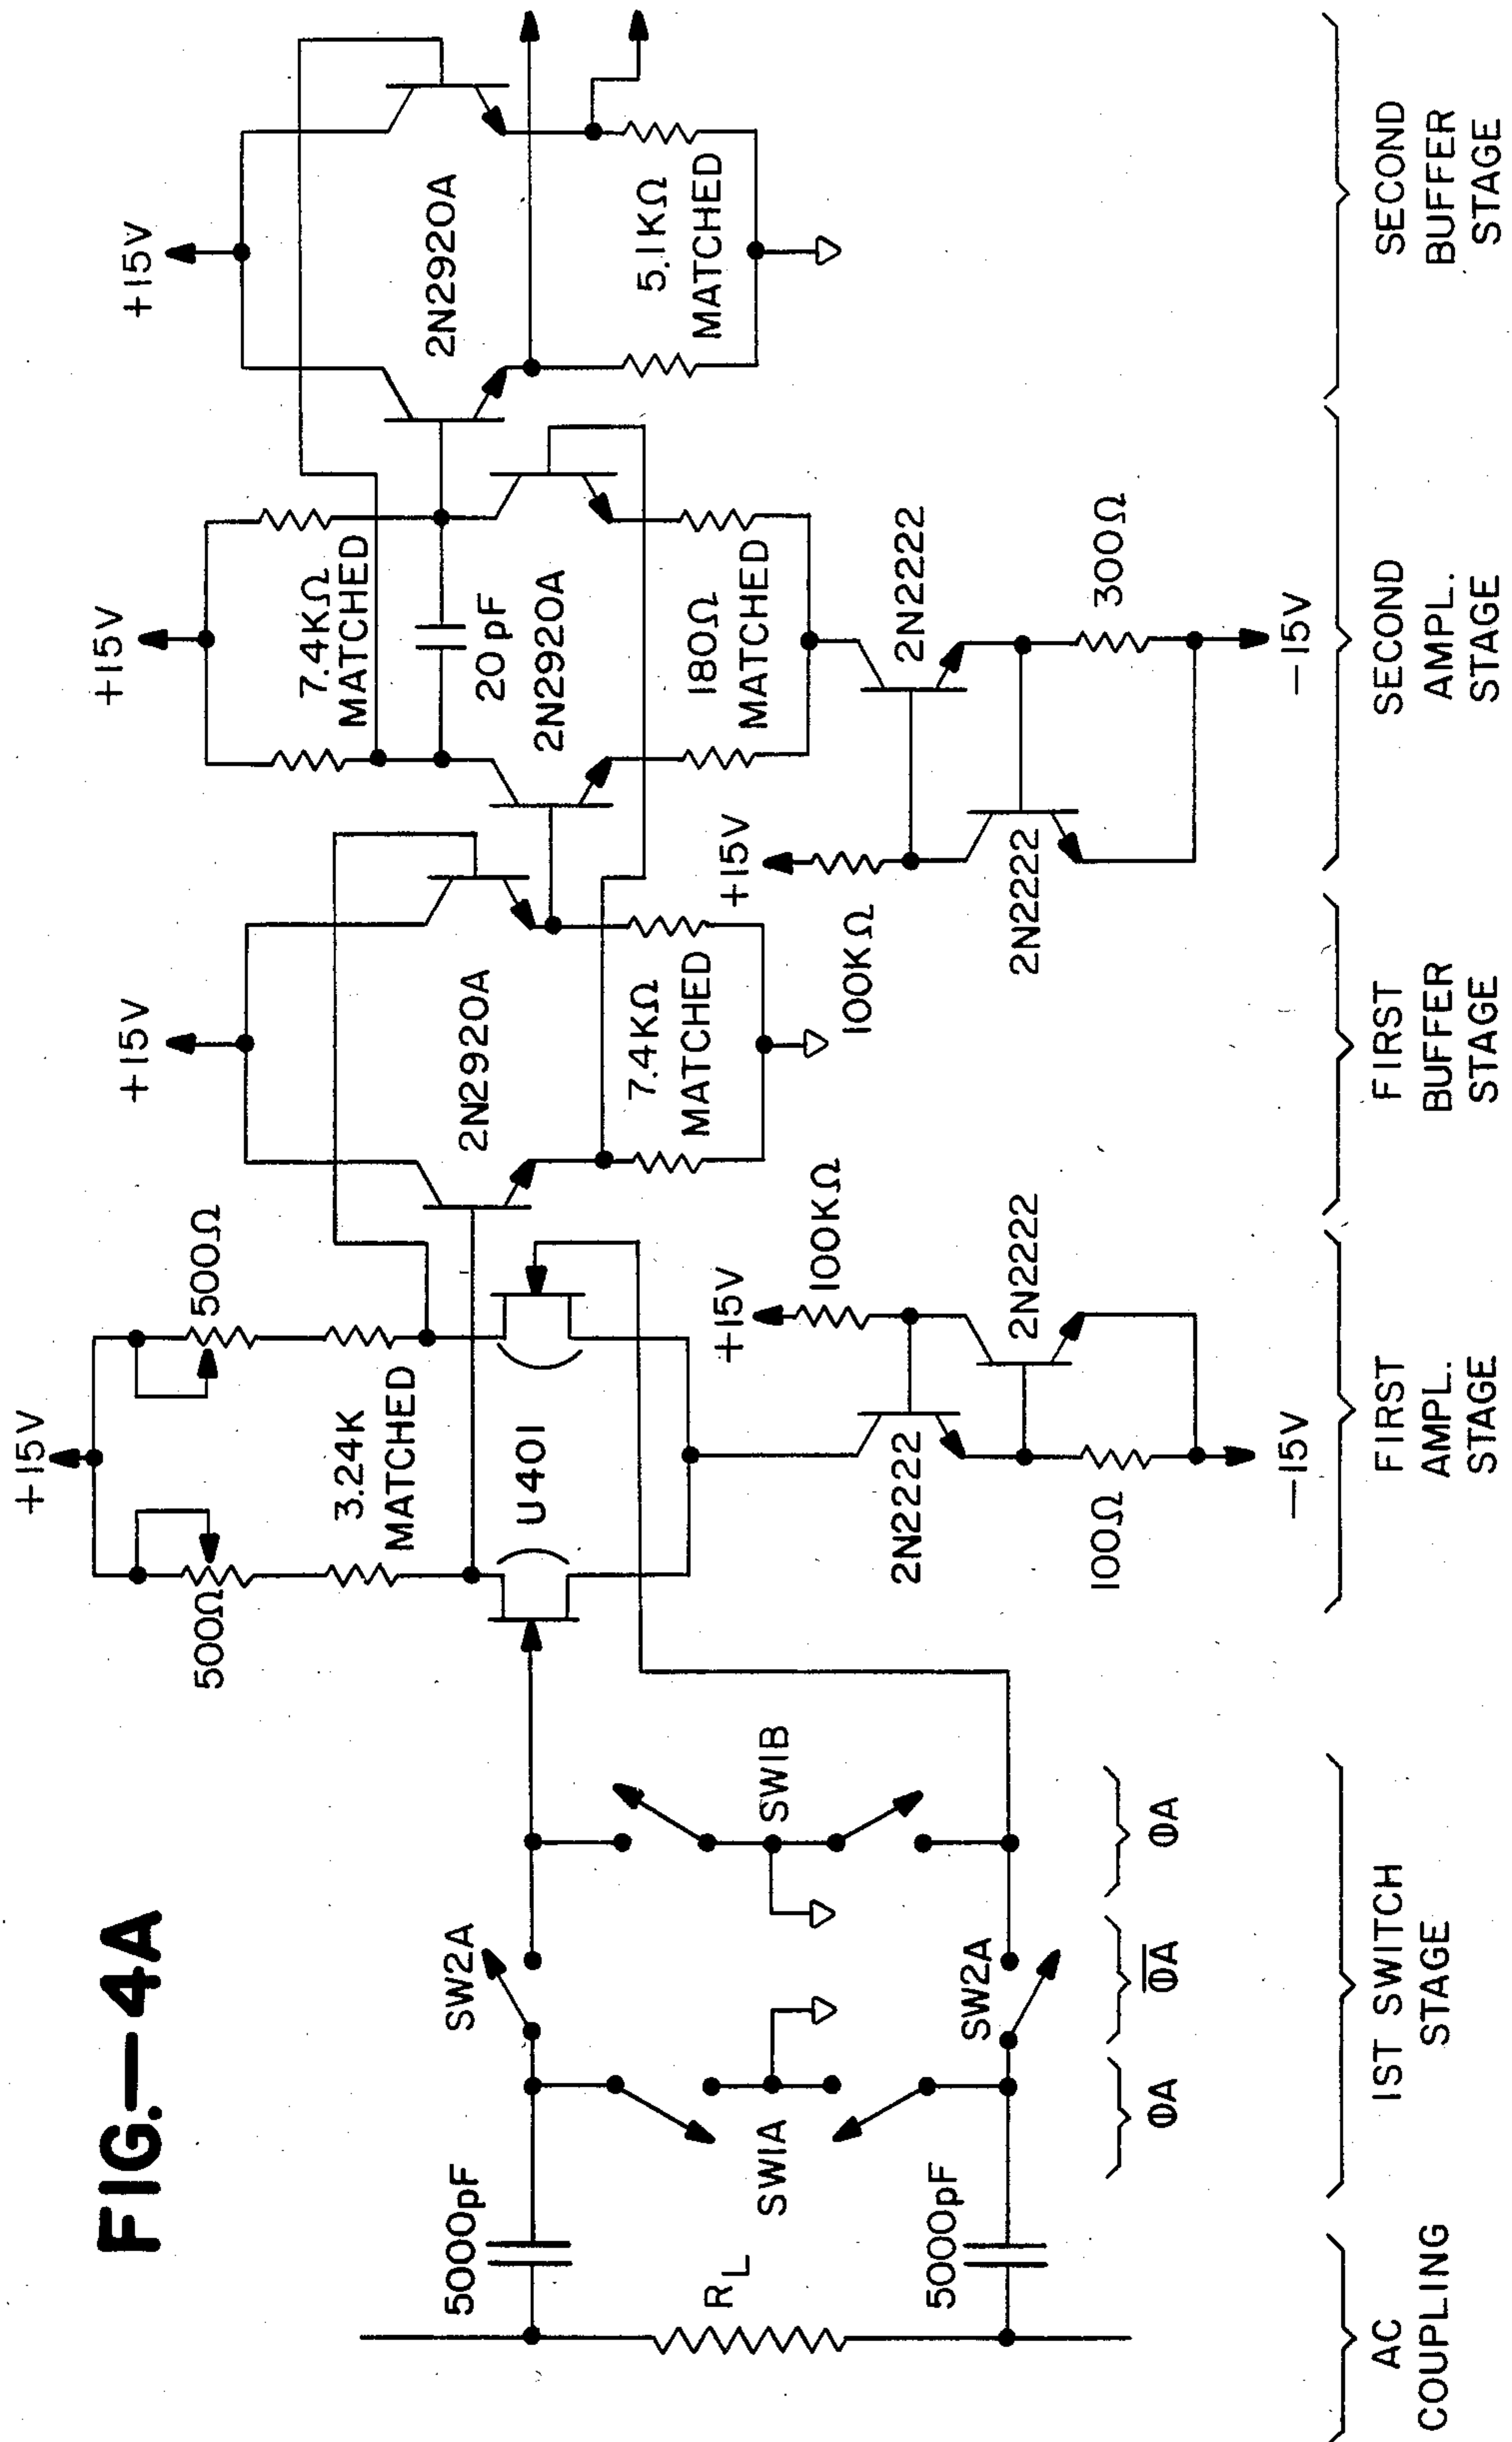 FIG.—4A
+15V
500Ω
500Ω
3.24K
MATCHED
U401
+15V
2N2920A
7.4KΩ
MATCHED
+15V
7.4KΩ
MATCHED
20pF
2N2920A
180Ω
MATCHED
+15V
2N2920A
5.1KΩ
MATCHED
5000pF
RL
5000pF
SW1A
SW2A
SW2A
SW1B
+15V
100KΩ
2N2222
2N2222
100Ω
—15V
+15V
100KΩ
2N2222
2N2222
300Ω
—15V
ΦA
Φ̅A̅
ΦA
AC
COUPLING
1ST SWITCH
STAGE
FIRST
AMPL.
STAGE
FIRST
BUFFER
STAGE
SECOND
AMPL.
STAGE
SECOND
BUFFER
STAGE